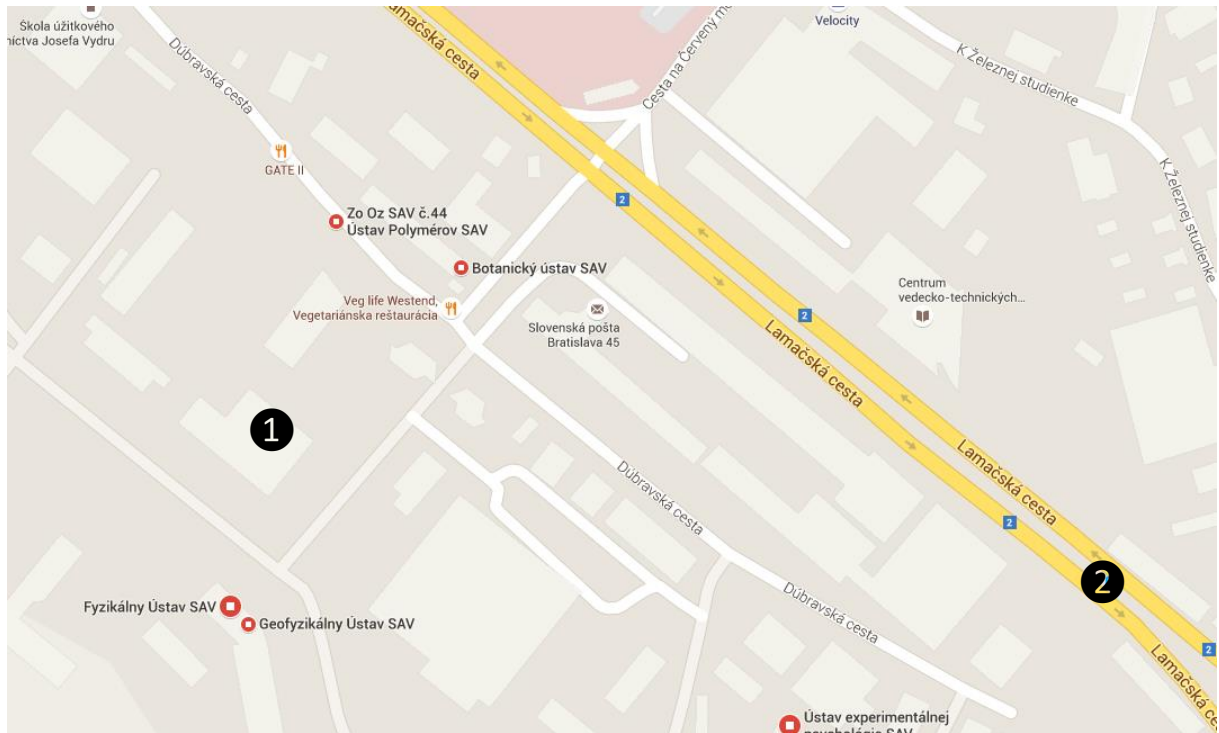 Škola úžitkového
níctva Josefa Vydru
Dúbravská cesta
Lamačská cesta
Cesta na Červený
Velocity
K Železnej studienke
K Železnej studienke
GATE II
2
Zo Oz SAV č.44
Ústav Polymérov SAV
Botanický ústav SAV
Veg life Westend,
Vegetariánska reštaurácia
Slovenská pošta
Bratislava 45
Centrum
vedecko-technických...
2
Lamačská cesta
1
Lamačská cesta
Dúbravská cesta
2
2
Dúbravská cesta
Fyzikálny Ústav SAV
Geofyzikálny Ústav SAV
2
Lamačská
Ústav experimentálnej
psychológie SAV